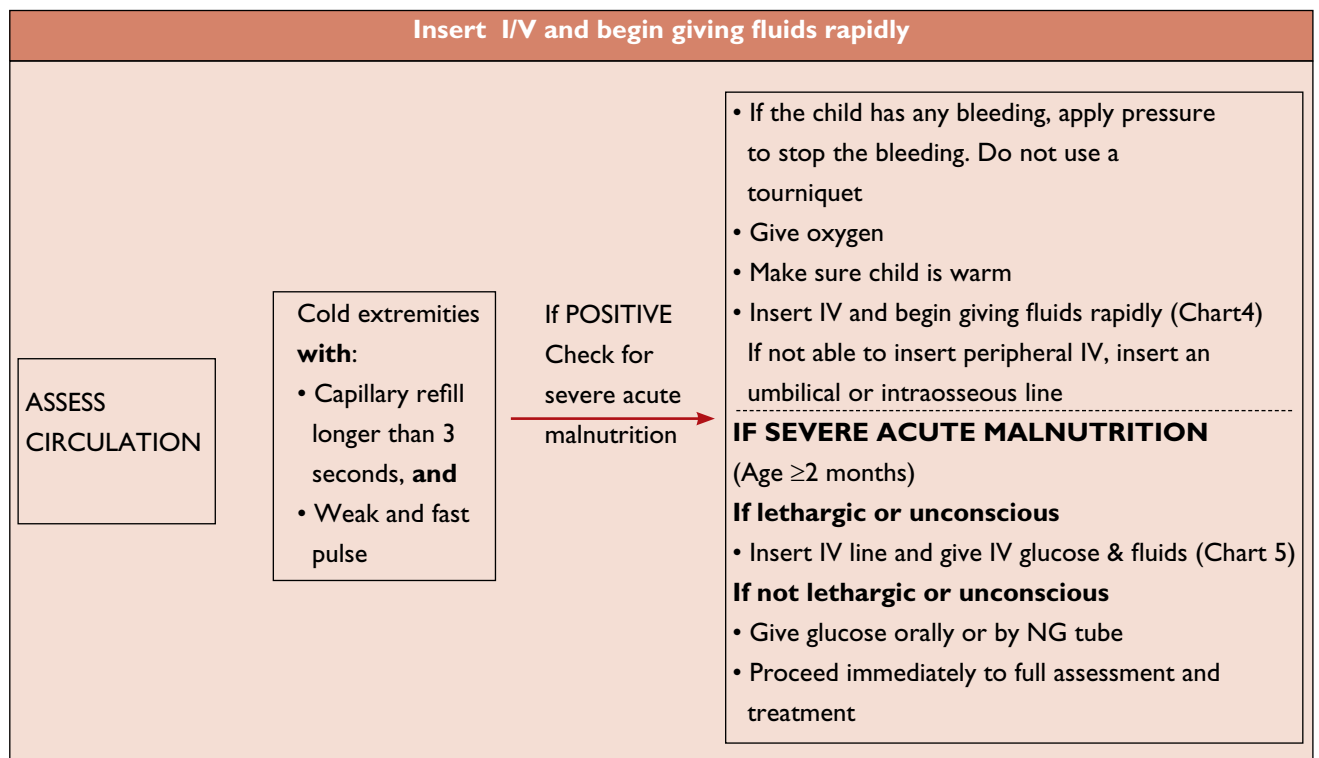 Insert I/V and begin giving fluids rapidly
ASSESS
CIRCULATION
Cold extremities
with:
• Capillary refill
longer than 3
seconds, and
• Weak and fast
pulse
If POSITIVE
Check for
severe acute
malnutrition
• If the child has any bleeding, apply pressure
to stop the bleeding. Do not use a
tourniquet
• Give oxygen
• Make sure child is warm
• Insert IV and begin giving fluids rapidly (Chart4)
If not able to insert peripheral IV, insert an
umbilical or intraosseous line
IF SEVERE ACUTE MALNUTRITION
(Age ≥2 months)
If lethargic or unconscious
• Insert IV line and give IV glucose & fluids (Chart 5)
If not lethargic or unconscious
• Give glucose orally or by NG tube
• Proceed immediately to full assessment and
treatment